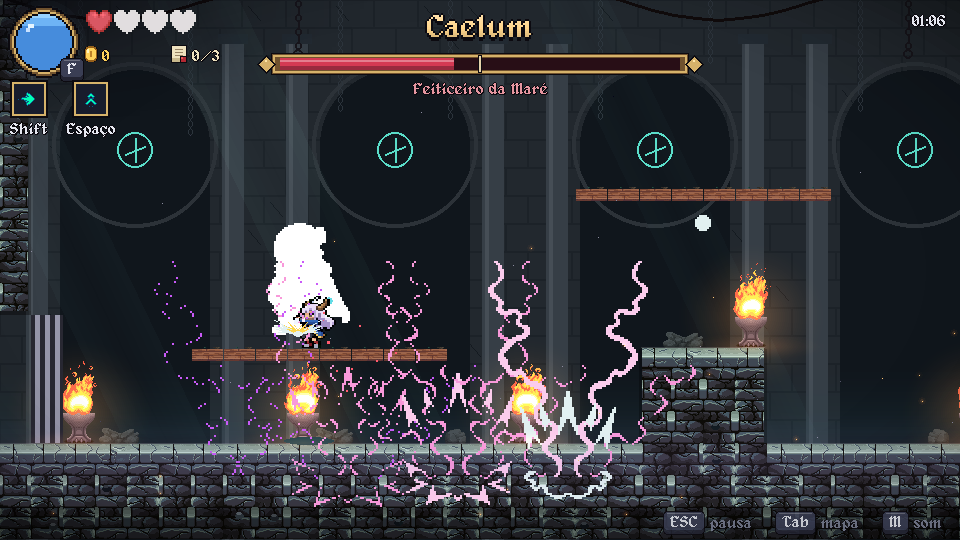 Caelum
01:06
0
0/3
F
Feiticeiro da Maré
Shift
Espaço
ESC pausa
Tab mapa
M som